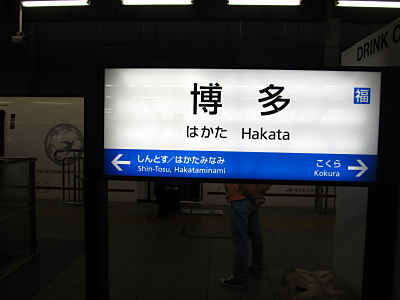 DRINK C
博多
福
はかた Hakata
← しんとす／はかたみなみ
Shin-Tosu, Hakataminami
こくら →
Kokura